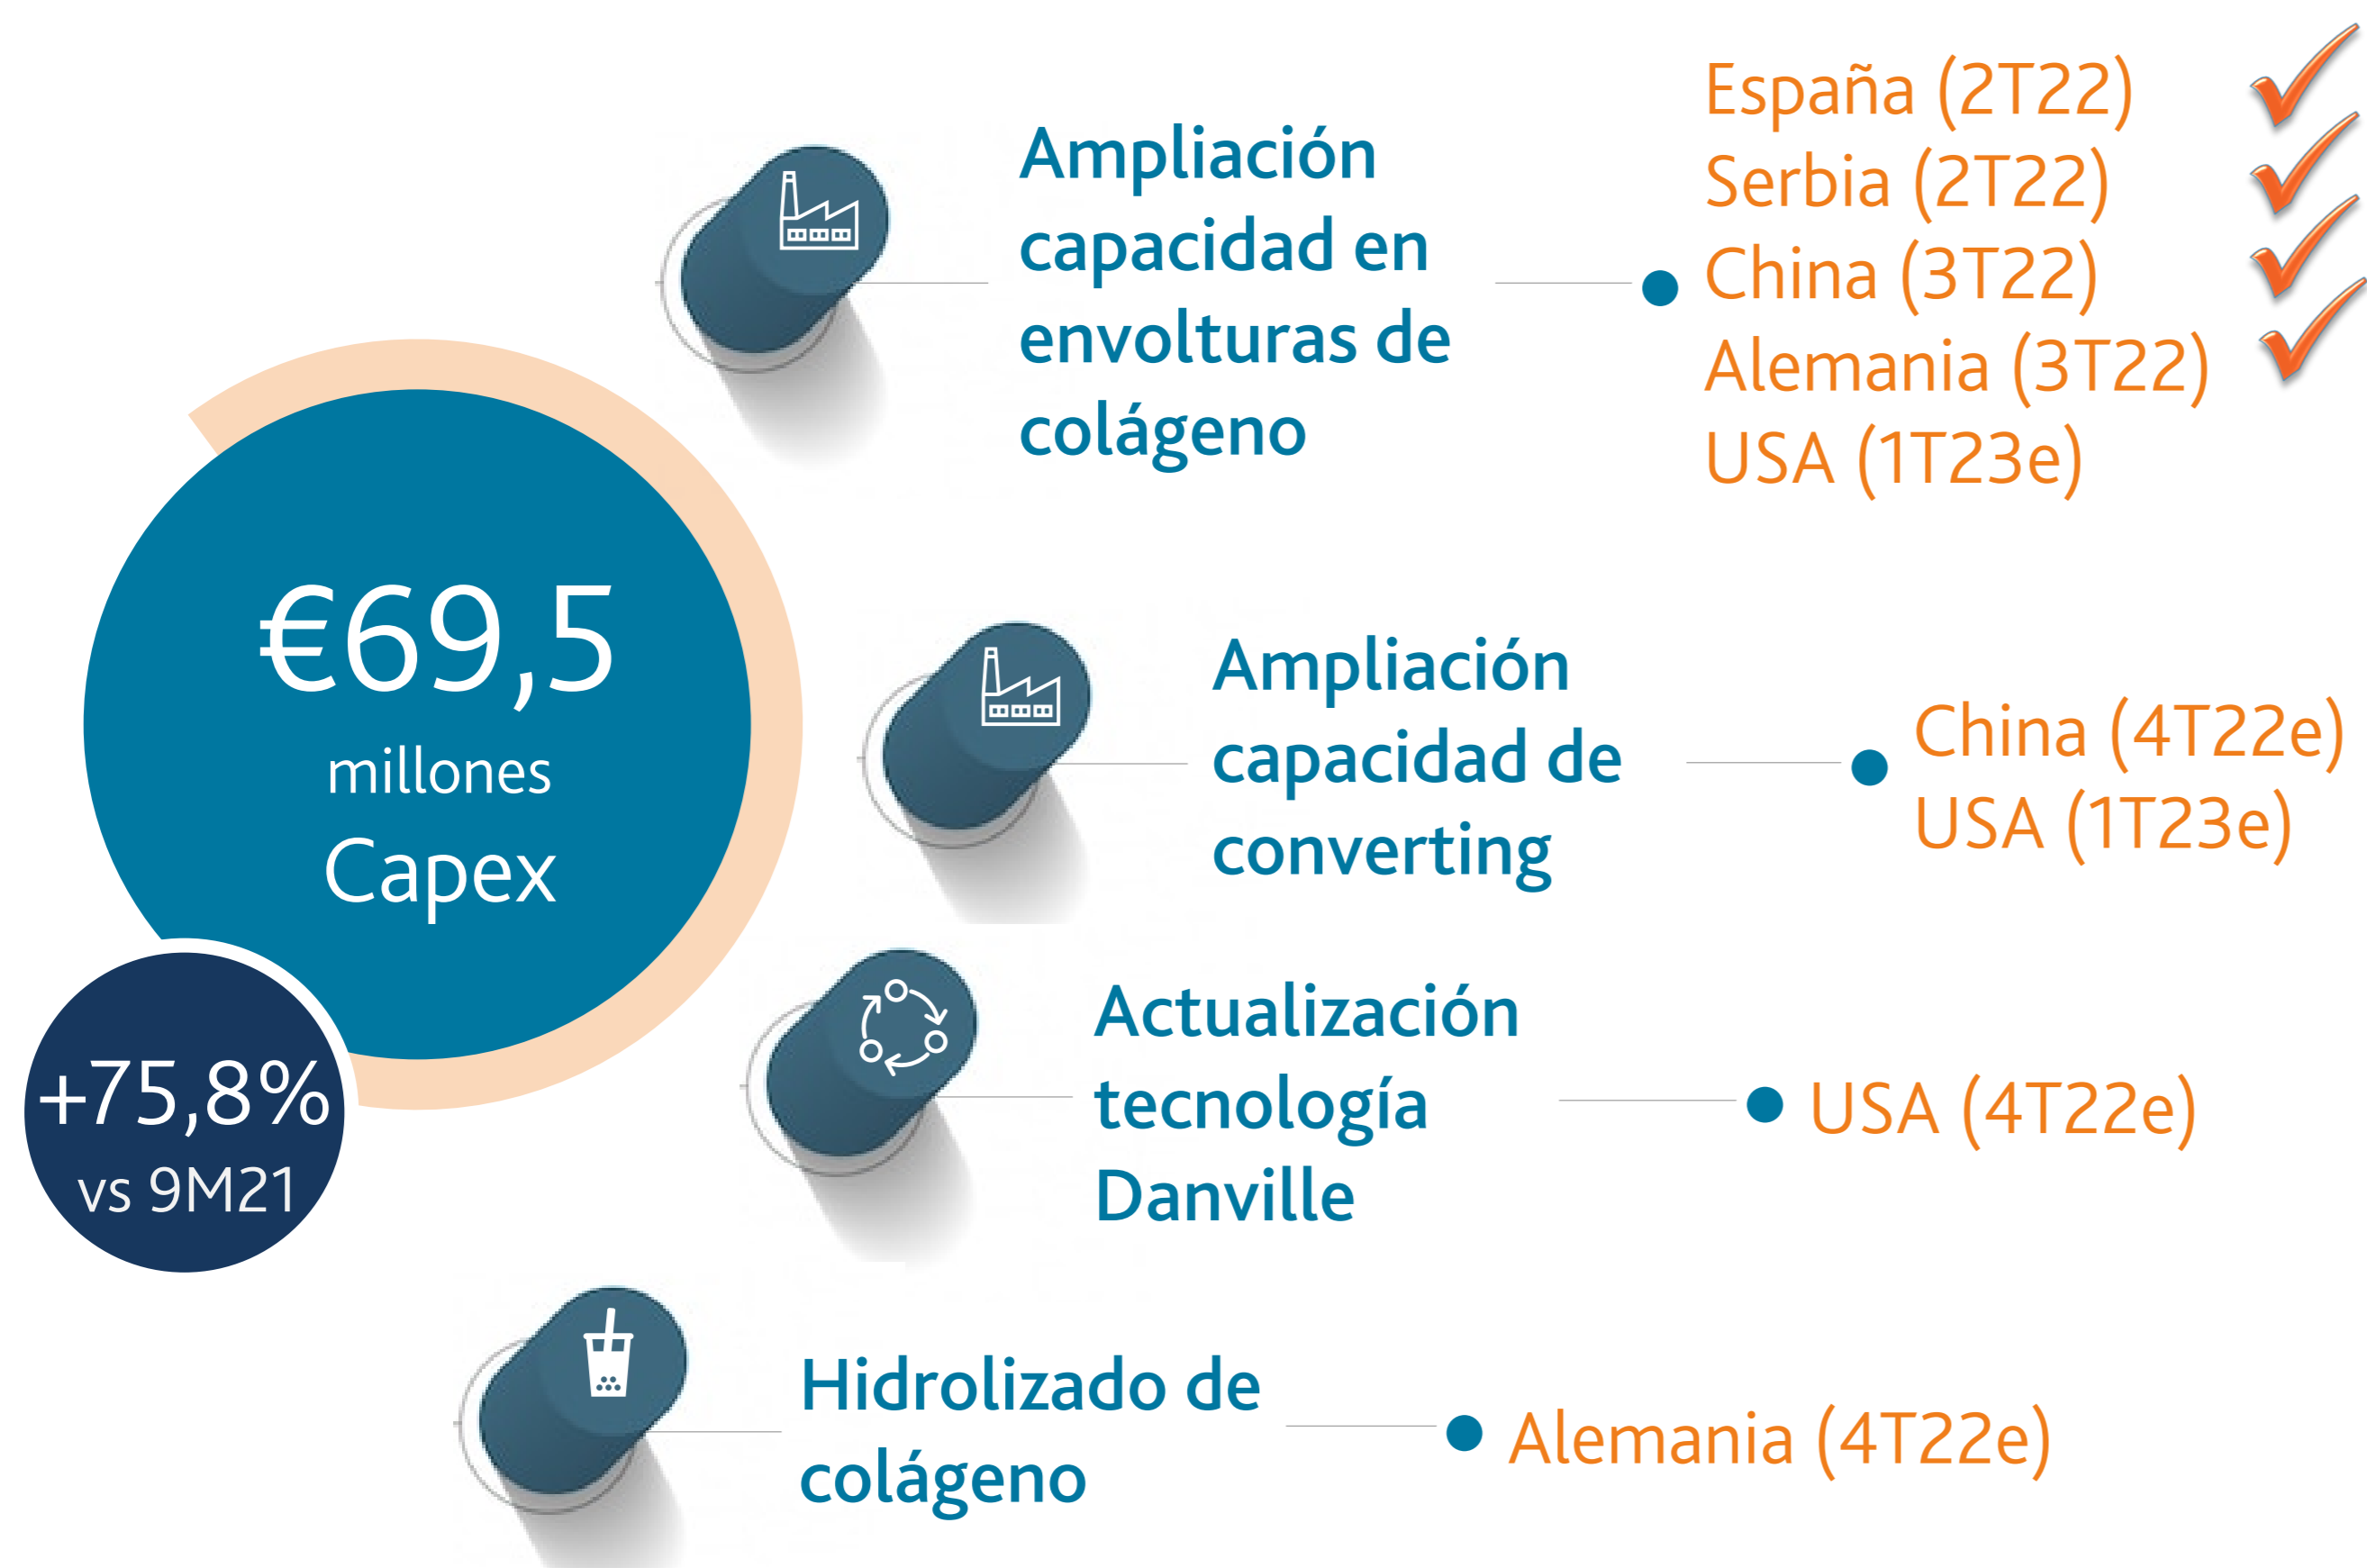 €69,5
millones
Capex
+75,8%
vs 9M21
Ampliación
capacidad en
envolturas de
colágeno
España (2T22)
Serbia (2T22)
China (3T22)
Alemania (3T22)
USA (1T23e)
Ampliación
capacidad de
converting
China (4T22e)
USA (1T23e)
Actualización
tecnología
Danville
USA (4T22e)
Hidrolizado de
colágeno
Alemania (4T22e)